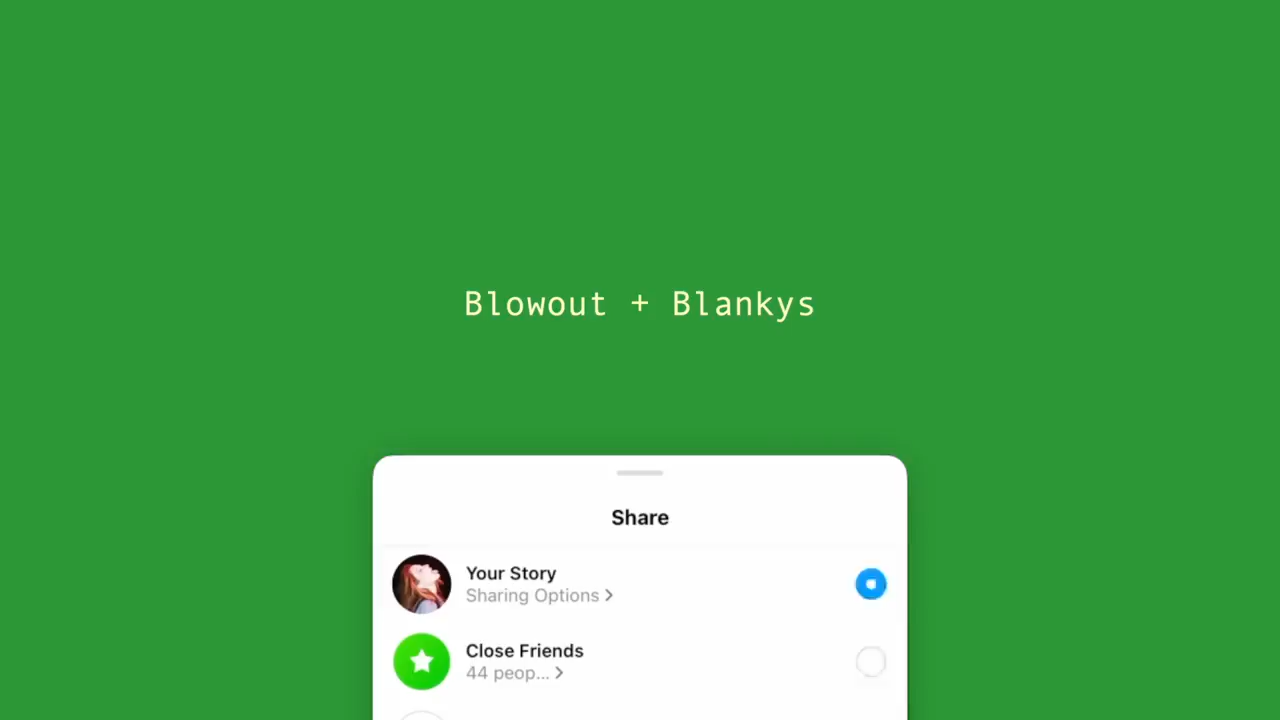 Blowout + Blankys
Share
Your Story
Sharing Options >
Close Friends
44 peop... >